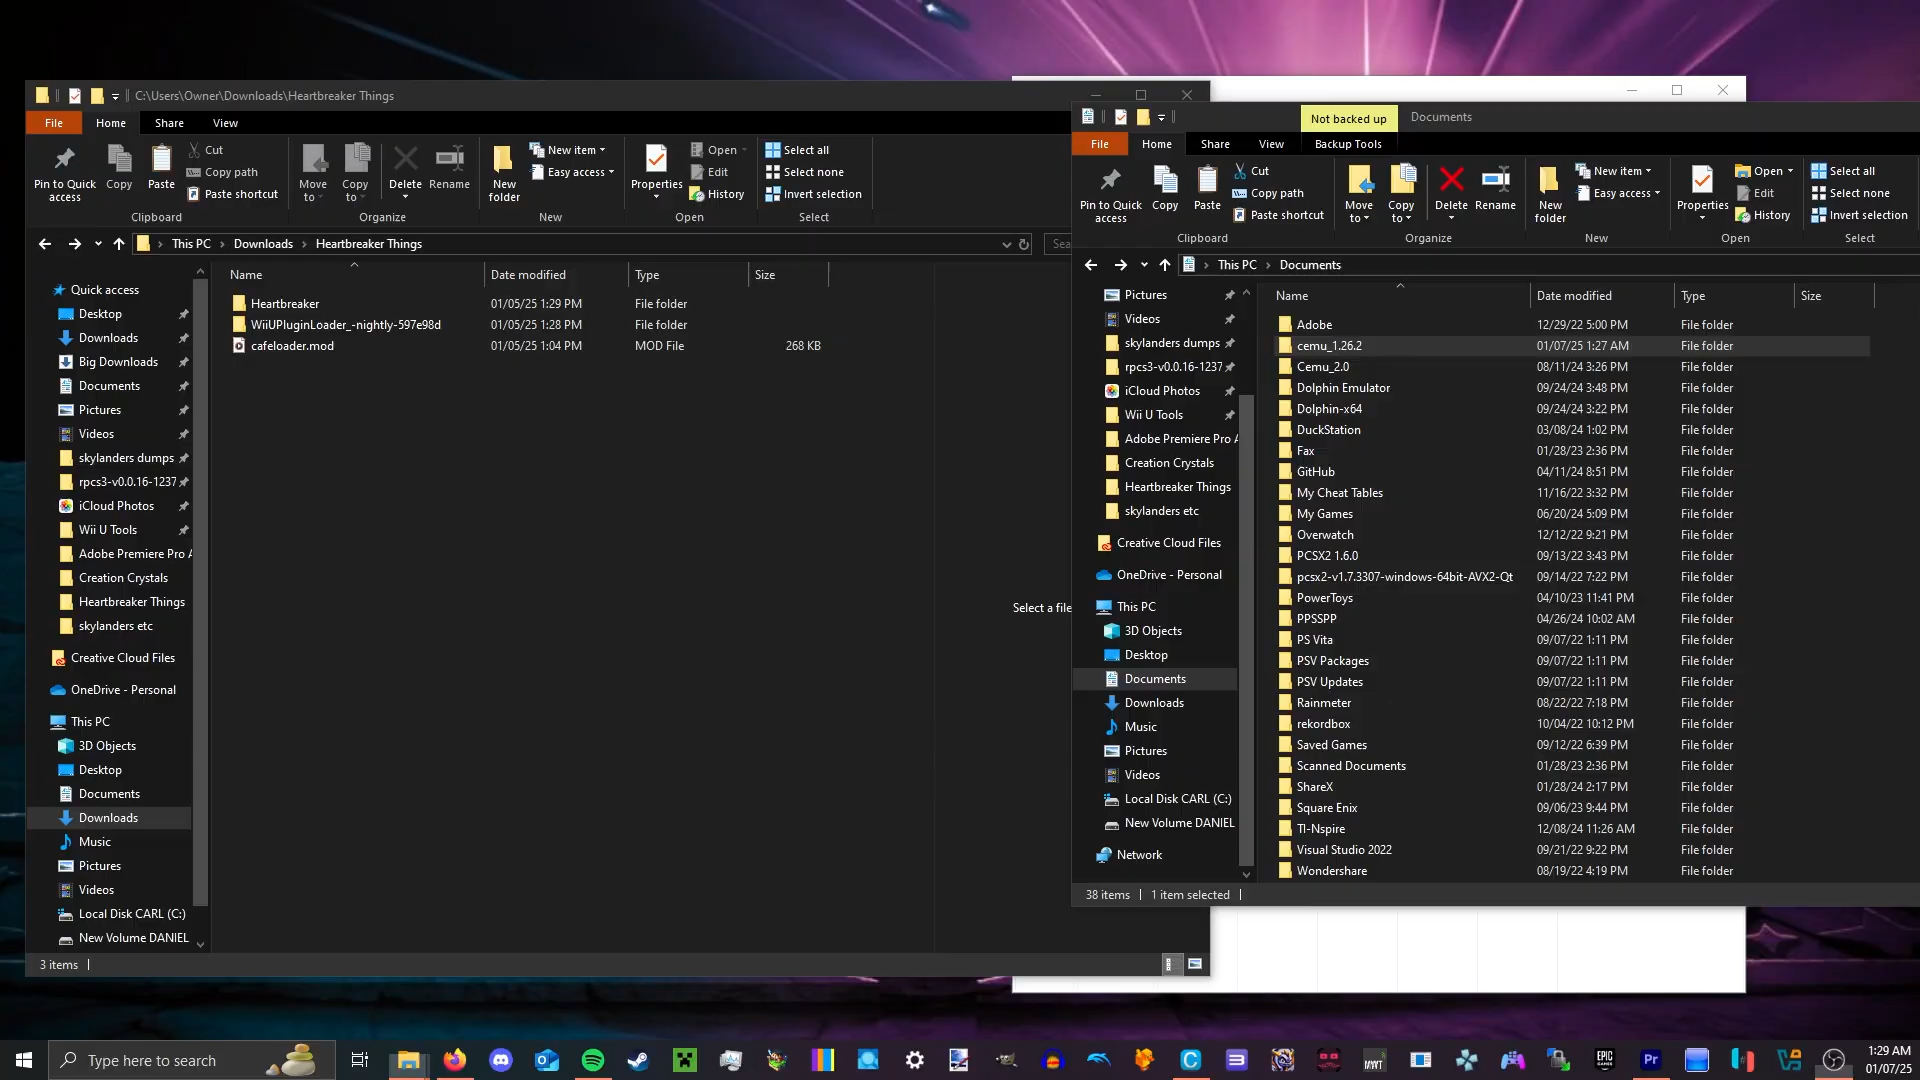 C:\Users\Owner\Downloads\Heartbreaker Things
File
Home
Share
View
Pin to Quick access
Copy
Paste
Cut
Copy path
Paste shortcut
Clipboard
Move to
Copy to
Delete
Rename
Organize
New folder
New item
Easy access
New
Properties
Open
Edit
History
Open
Select all
Select none
Invert selection
Select
This PC
Downloads
Heartbreaker Things
Sea
Name
Date modified
Type
Size
Heartbreaker 01/05/25 1:29 PM File folder
WiiUPluginLoader_-nightly-597e98d 01/05/25 1:28 PM File folder
cafeloader.mod 01/05/25 1:04 PM MOD File 268 KB
Quick access
Desktop
Downloads
Big Downloads
Documents
Pictures
Videos
skylanders dumps
rpcs3-v0.0.16-1237
iCloud Photos
Wii U Tools
Adobe Premiere Pro A
Creation Crystals
Heartbreaker Things
skylanders etc
Creative Cloud Files
OneDrive - Personal
This PC
3D Objects
Desktop
Documents
Downloads
Music
Pictures
Videos
Local Disk CARL (C:)
New Volume DANIEL
Select a file
3 items
Not backed up
Documents
File
Home
Share
View
Backup Tools
Pin to Quick access
Copy
Paste
Cut
Copy path
Paste shortcut
Clipboard
Move to
Copy to
Delete
Rename
Organize
New folder
New item
Easy access
New
Properties
Open
Edit
History
Open
Select all
Select none
Invert selection
Select
This PC
Documents
Pictures
Videos
skylanders dumps
rpcs3-v0.0.16-1237
iCloud Photos
Wii U Tools
Adobe Premiere Pro A
Creation Crystals
Heartbreaker Things
skylanders etc
Creative Cloud Files
OneDrive - Personal
This PC
3D Objects
Desktop
Documents
Downloads
Music
Pictures
Videos
Local Disk CARL (C:)
New Volume DANIEL
Network
Name
Date modified
Type
Size
Adobe 12/29/22 5:00 PM File folder
cemu_1.26.2 01/07/25 1:27 AM File folder
Cemu_2.0 08/11/24 3:26 PM File folder
Dolphin Emulator 09/24/24 3:48 PM File folder
Dolphin-x64 09/24/24 3:22 PM File folder
DuckStation 03/08/24 1:02 PM File folder
Fax 01/28/23 2:36 PM File folder
GitHub 04/11/24 8:51 PM File folder
My Cheat Tables 11/16/22 3:32 PM File folder
My Games 06/20/24 5:09 PM File folder
Overwatch 12/12/22 9:21 PM File folder
PCSX2 1.6.0 09/13/22 3:43 PM File folder
pcsx2-v1.7.3307-windows-64bit-AVX2-Qt 09/14/22 7:22 PM File folder
PowerToys 04/10/23 11:41 PM File folder
PPSSPP 04/26/24 10:02 AM File folder
PS Vita 09/07/22 1:11 PM File folder
PSV Packages 09/07/22 1:11 PM File folder
PSV Updates 09/07/22 1:11 PM File folder
Rainmeter 08/22/22 7:18 PM File folder
rekordbox 10/04/22 10:12 PM File folder
Saved Games 09/12/22 6:39 PM File folder
Scanned Documents 01/28/23 2:36 PM File folder
ShareX 01/28/24 2:17 PM File folder
Square Enix 09/06/23 9:44 PM File folder
TI-Nspire 12/08/24 11:26 AM File folder
Visual Studio 2022 09/21/22 9:22 PM File folder
Wondershare 08/19/22 4:19 PM File folder
38 items
1 item selected
Type here to search
EPIC GAMES
Pr
1:29 AM
01/07/25